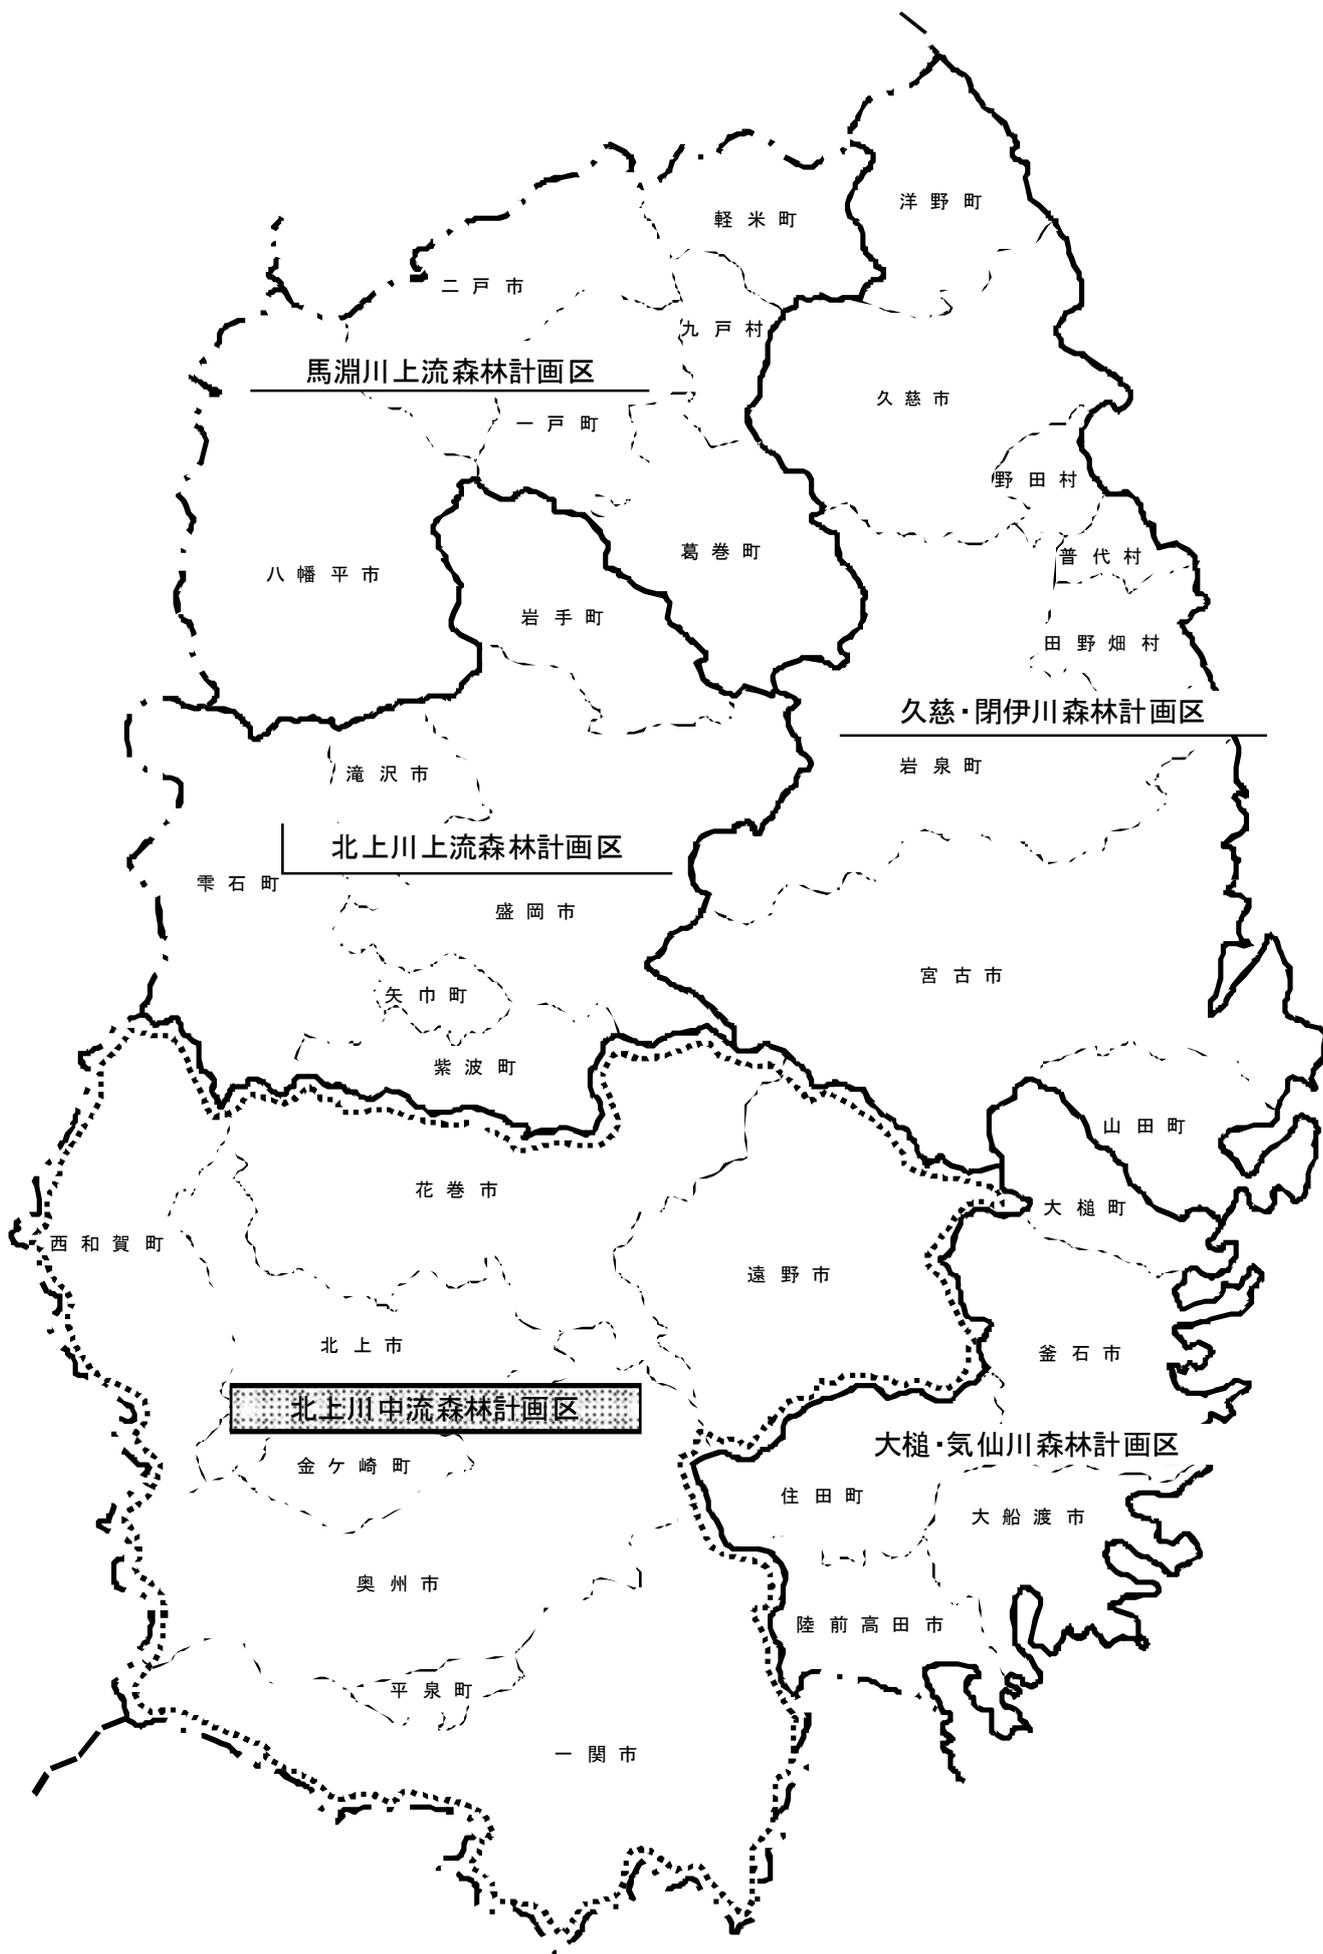 洋野町
軽米町
二戸市
九戸村
馬淵川上流森林計画区
久慈市
一戸町
野田村
葛巻町
普代村
八幡平市
岩手町
田野畑村
久慈・閉伊川森林計画区
岩泉町
滝沢市
北上川上流森林計画区
雫石町
盛岡市
宮古市
矢巾町
紫波町
山田町
花巻市
大槌町
西和賀町
遠野市
北上市
釜石市
北上川中流森林計画区
大槌・気仙川森林計画区
金ケ崎町
住田町
大船渡市
奥州市
陸前高田市
平泉町
一関市